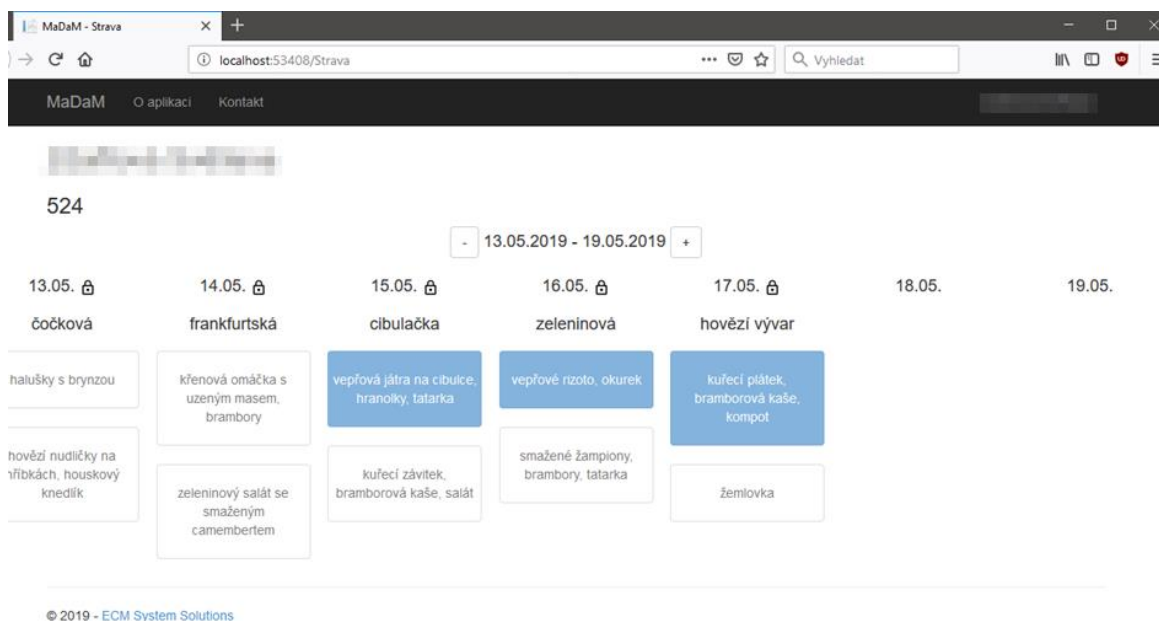 MaDaM - Strava
localhost:53408/Strava
Vyhledat
MaDaM O aplikaci Kontakt
524
- 13.05.2019 - 19.05.2019 +
13.05. 14.05. 15.05. 16.05. 17.05. 18.05. 19.05.
čočková frankfurtská cibulačka zeleninová hovězí vývar
halušky s brynzou
hovězí nudličky na
hříbkách, houskový
knedlík
křenová omáčka s
uzeným masem,
brambory
zeleninový salát se
smaženým
camembertem
vepřová játra na cibulce,
hranolky, tatarka
kuřecí závitek,
bramborová kaše, salát
vepřové rizoto, okurek
smažené žampiony,
brambory, tatarka
kuřecí plátek,
bramborová kaše,
kompot
žemlovka
© 2019 - ECM System Solutions